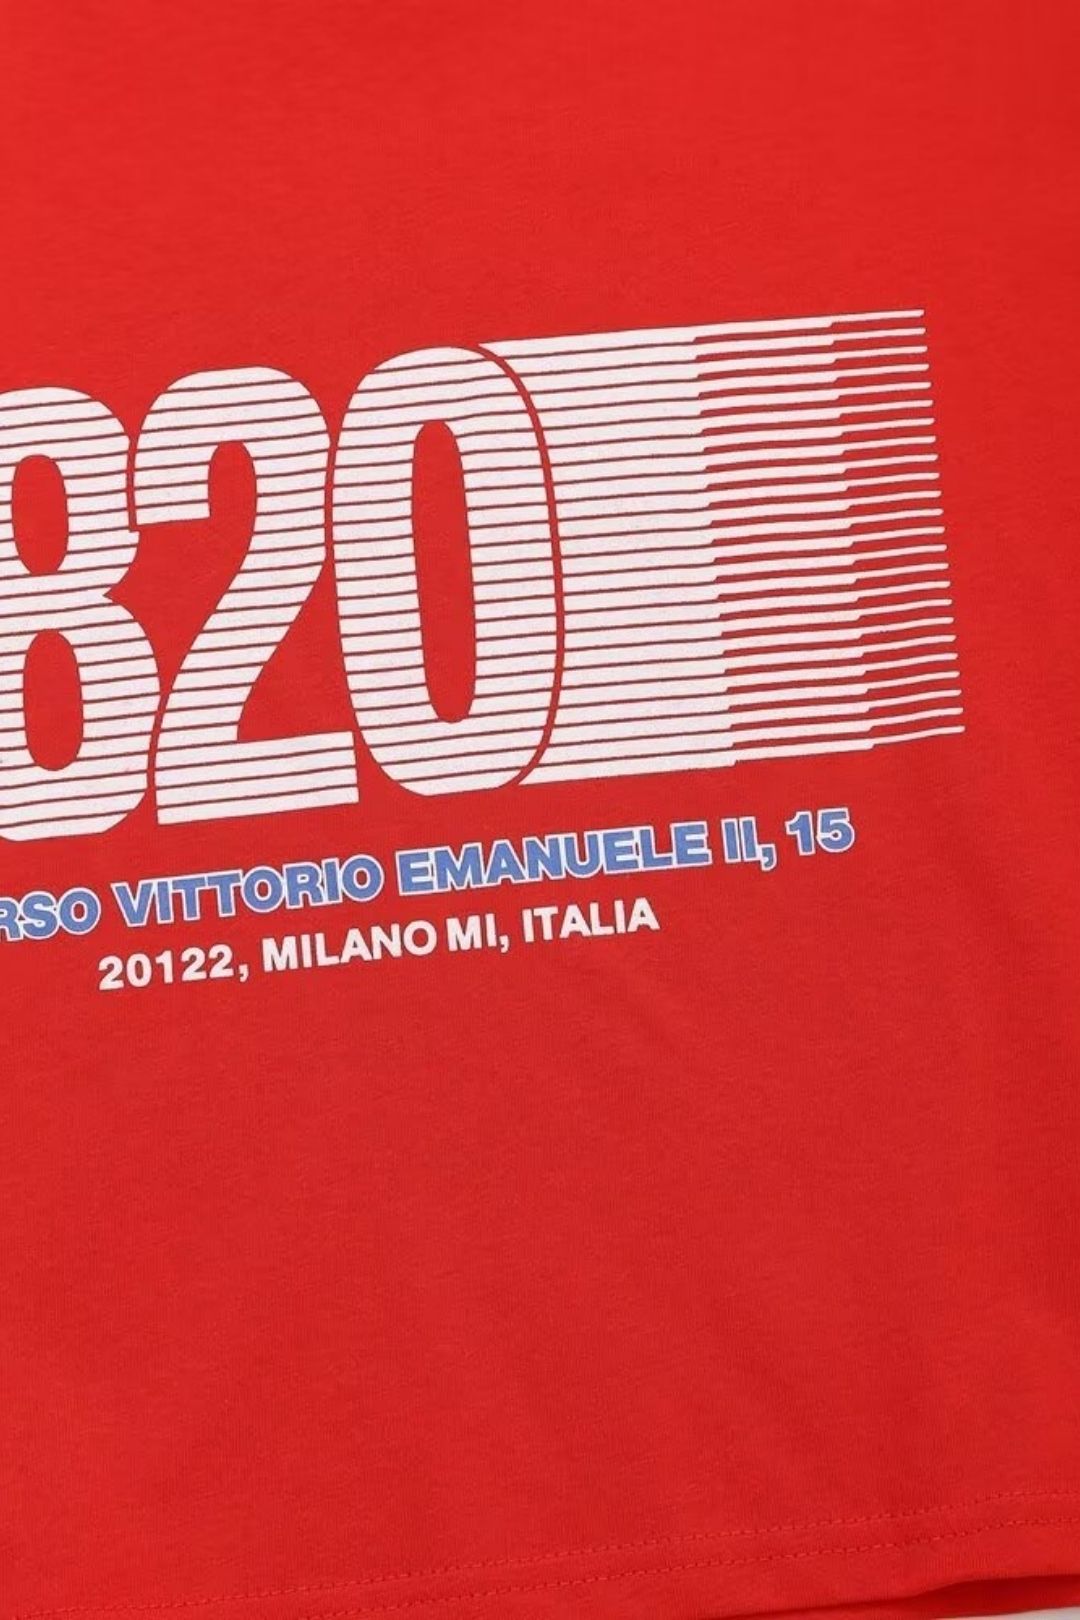 820
RSO VITTORIO EMANUELE II, 15
20122, MILANO MI, ITALIA